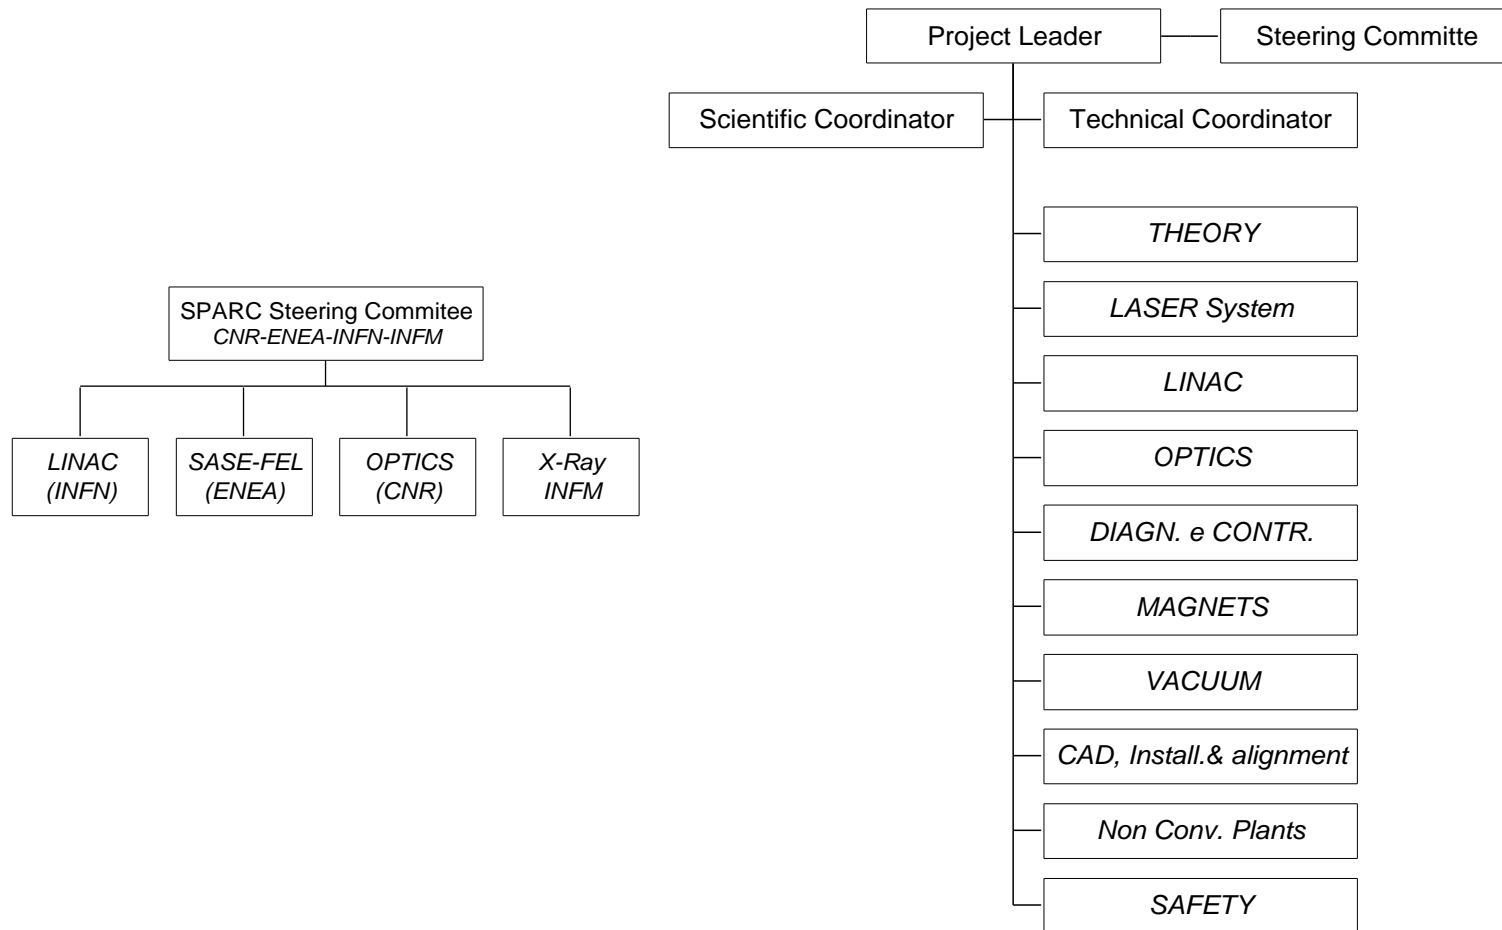 Project Leader
Steering Committe
Scientific Coordinator
Technical Coordinator
THEORY
LASER System
LINAC
OPTICS
DIAGN. e CONTR.
MAGNETS
VACUUM
CAD, Install.& alignment
Non Conv. Plants
SAFETY
SPARC Steering Commitee
CNR-ENEA-INFN-INFM
LINAC
(INFN)
SASE-FEL
(ENEA)
OPTICS
(CNR)
X-Ray
INFM